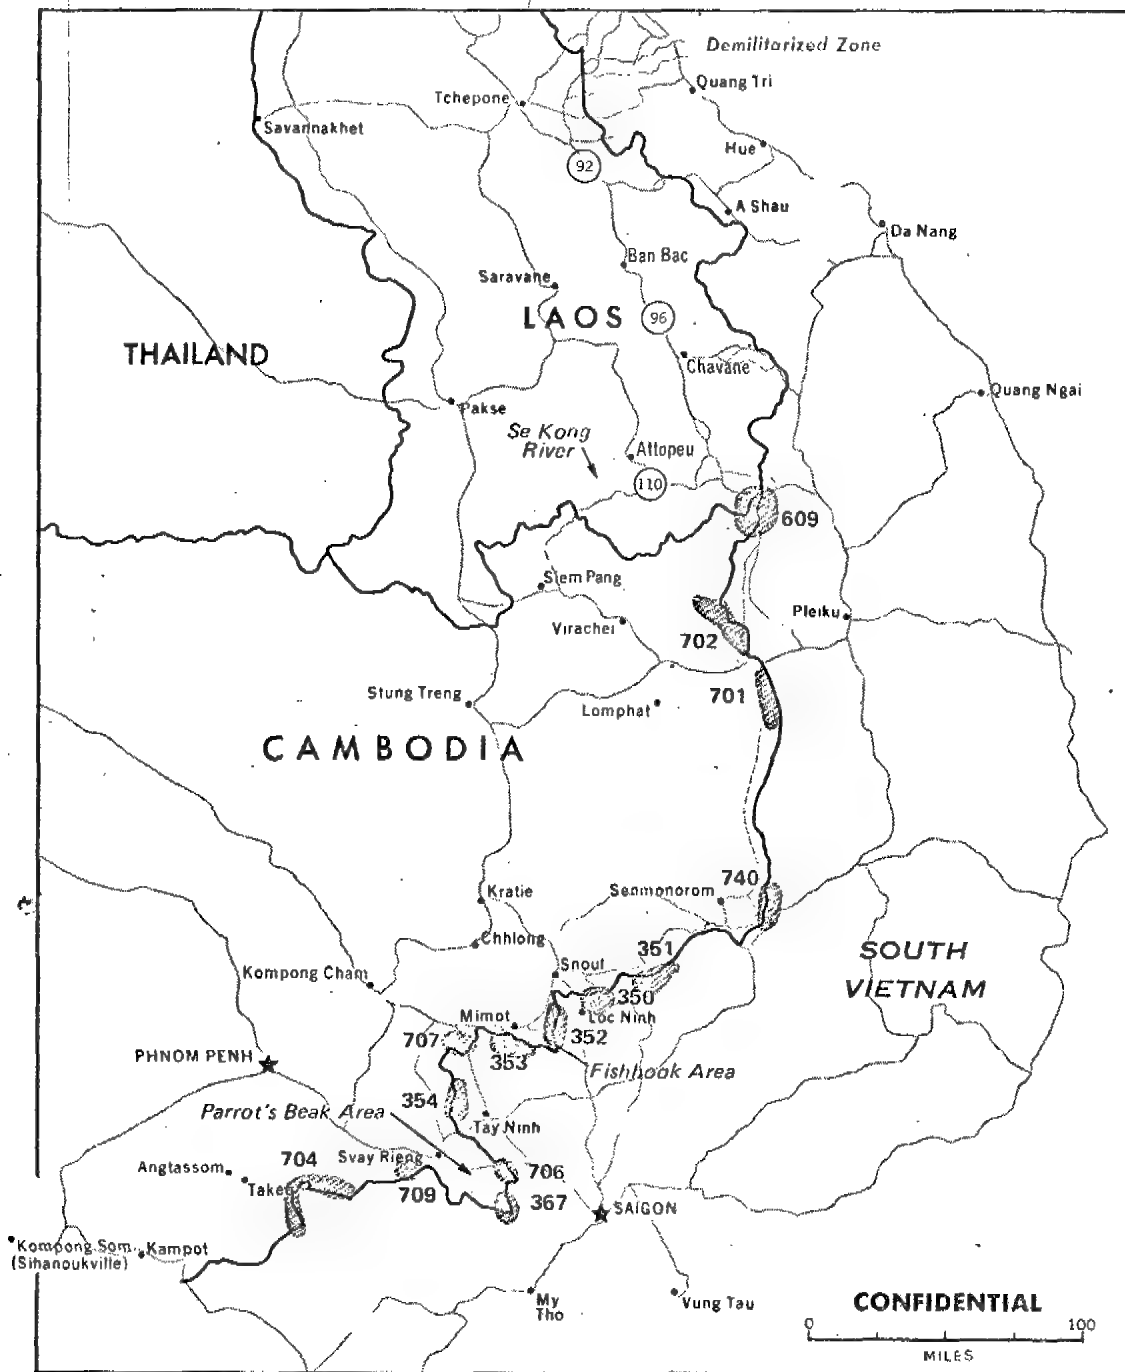 Demilitarized Zone
Quang Tri
Tchepone
Savannakhet
Hue
92
A Shau
Da Nang
Ban Bac
Saravane
LAOS
96
THAILAND
Chavane
Quang Ngai
Pakse
Se Kong
River
Attopeu
110
609
Siem Pang
Pleiku
Virachei
702
701
Stung Treng
Lomphat
CAMBODIA
740
Kratie
Senmonorom
Chhlong
351
SOUTH
VIETNAM
Snoul
Kompong Cham
350
Mimot
Loc Ninh
707
352
PHNOM PENH
353
Fishhook Area
354
Parrot's Beak Area
Tay Ninh
704
Svay Rieng
706
Angtassom
Takeo
709
367
SAIGON
Kompong Som
(Sihanoukville)
Kampot
My
Tho
Vung Tau
CONFIDENTIAL
0 100
MILES